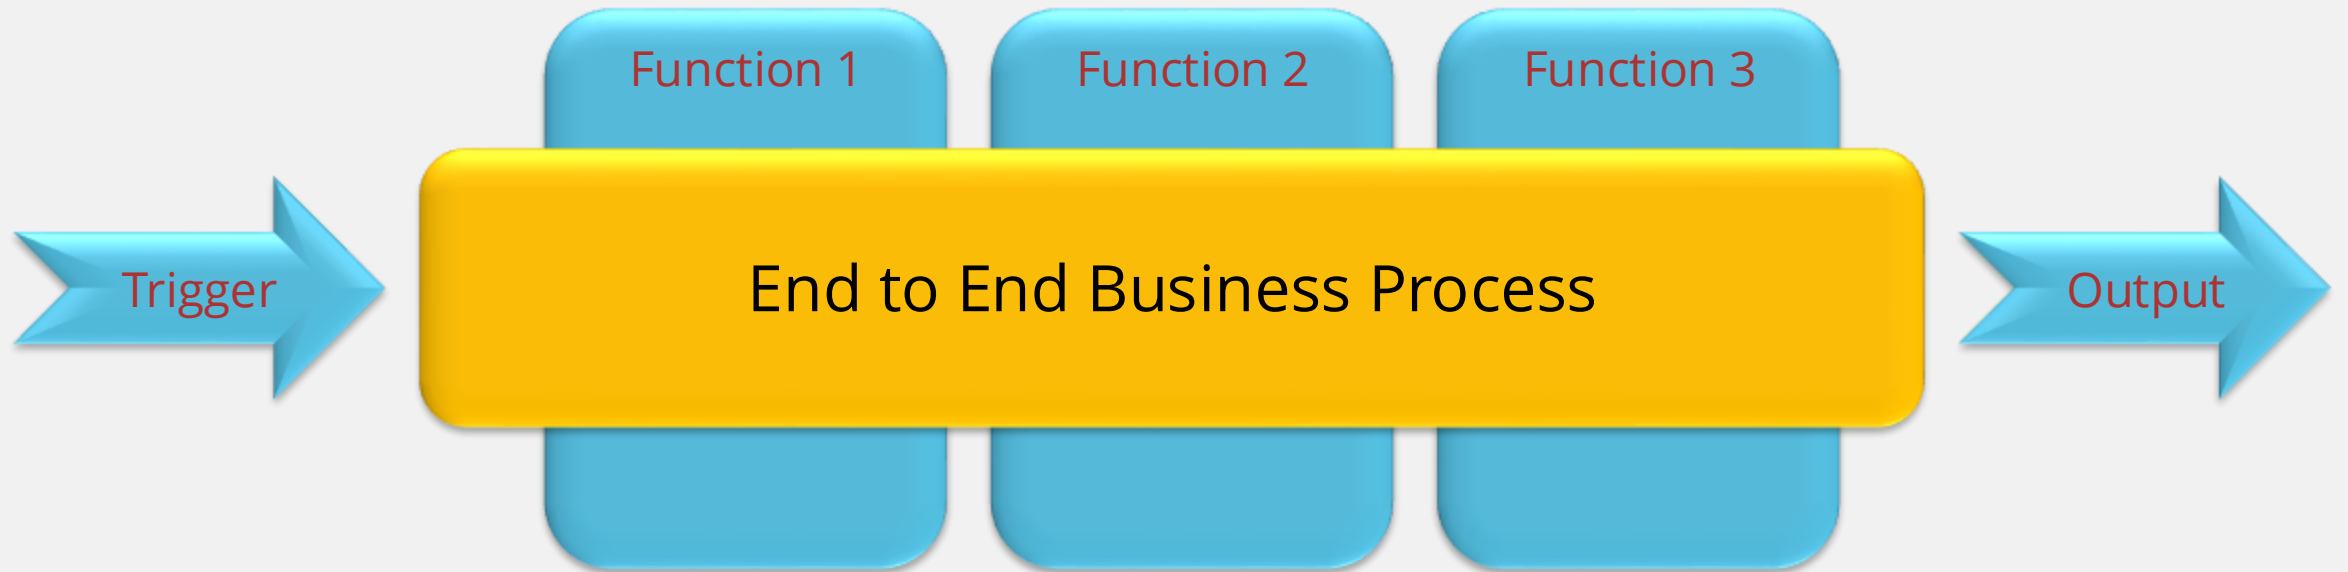 Function 1
Function 2
Function 3
Trigger
End to End Business Process
Output